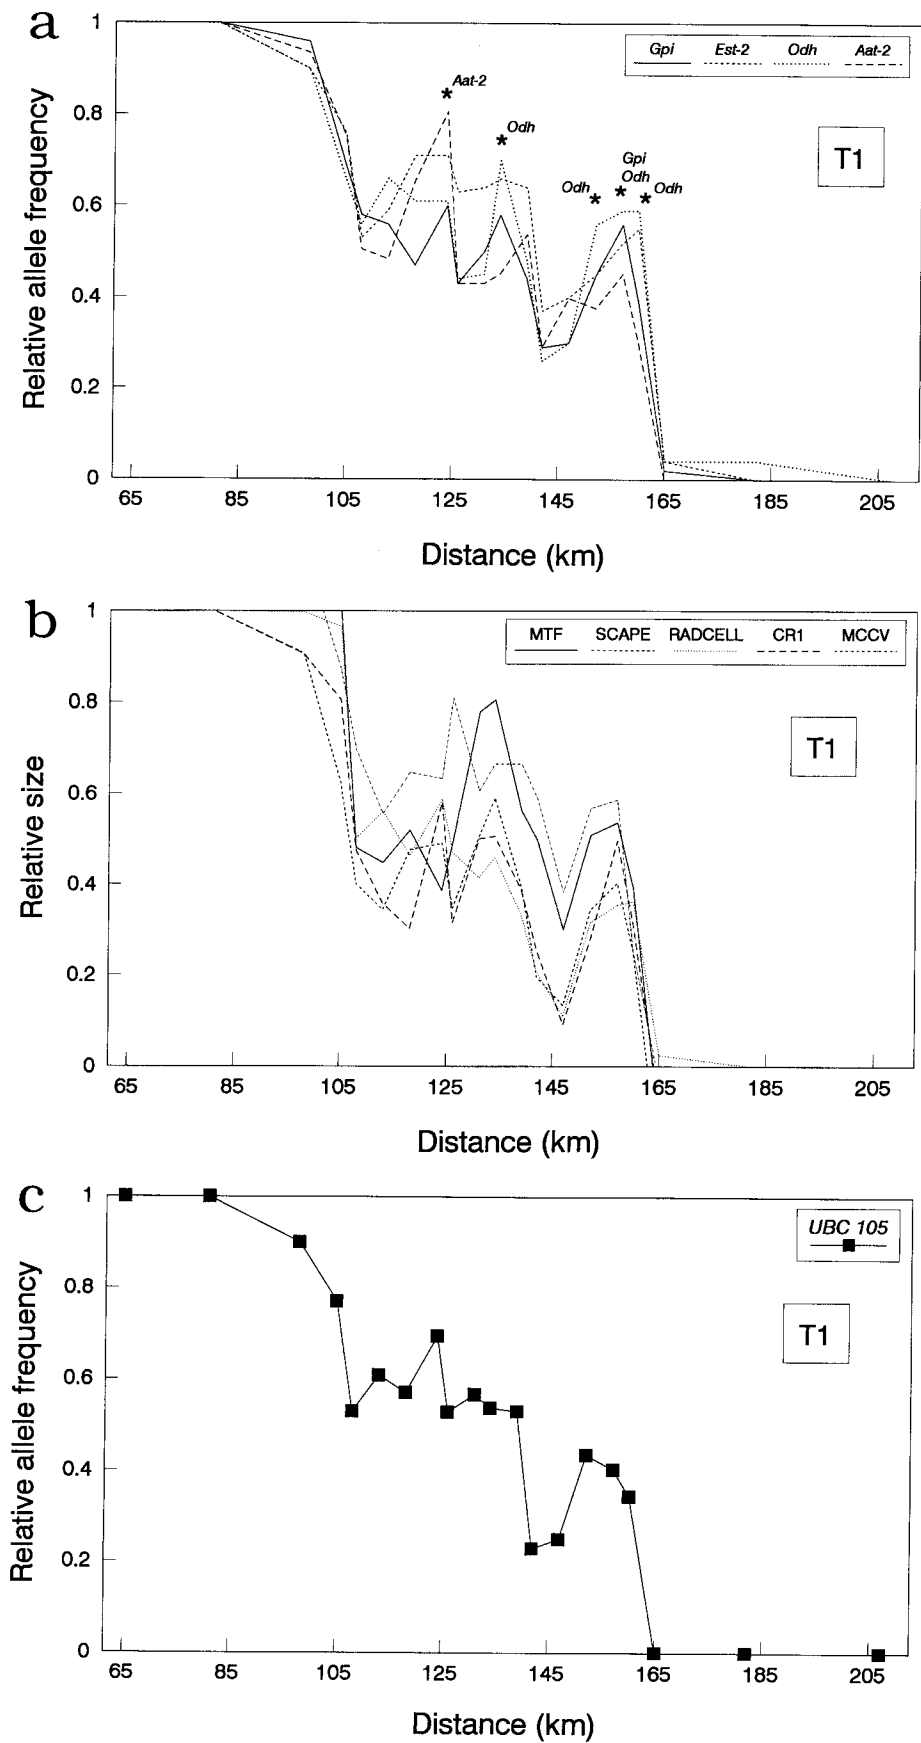 a
Relative allele frequency
1
0.8
0.6
0.4
0.2
0
Gpi Est-2 Odh Aat-2
T1
* Aat-2
* Odh
Odh *
Gpi
Odh
*
* Odh
65 85 105 125 145 165 185 205
Distance (km)
b
Relative size
1
0.8
0.6
0.4
0.2
0
MTF SCAPE RADCELL CR1 MCCV
T1
65 85 105 125 145 165 185 205
Distance (km)
c
Relative allele frequency
1
0.8
0.6
0.4
0.2
0
UBC 105
T1
65 85 105 125 145 165 185 205
Distance (km)